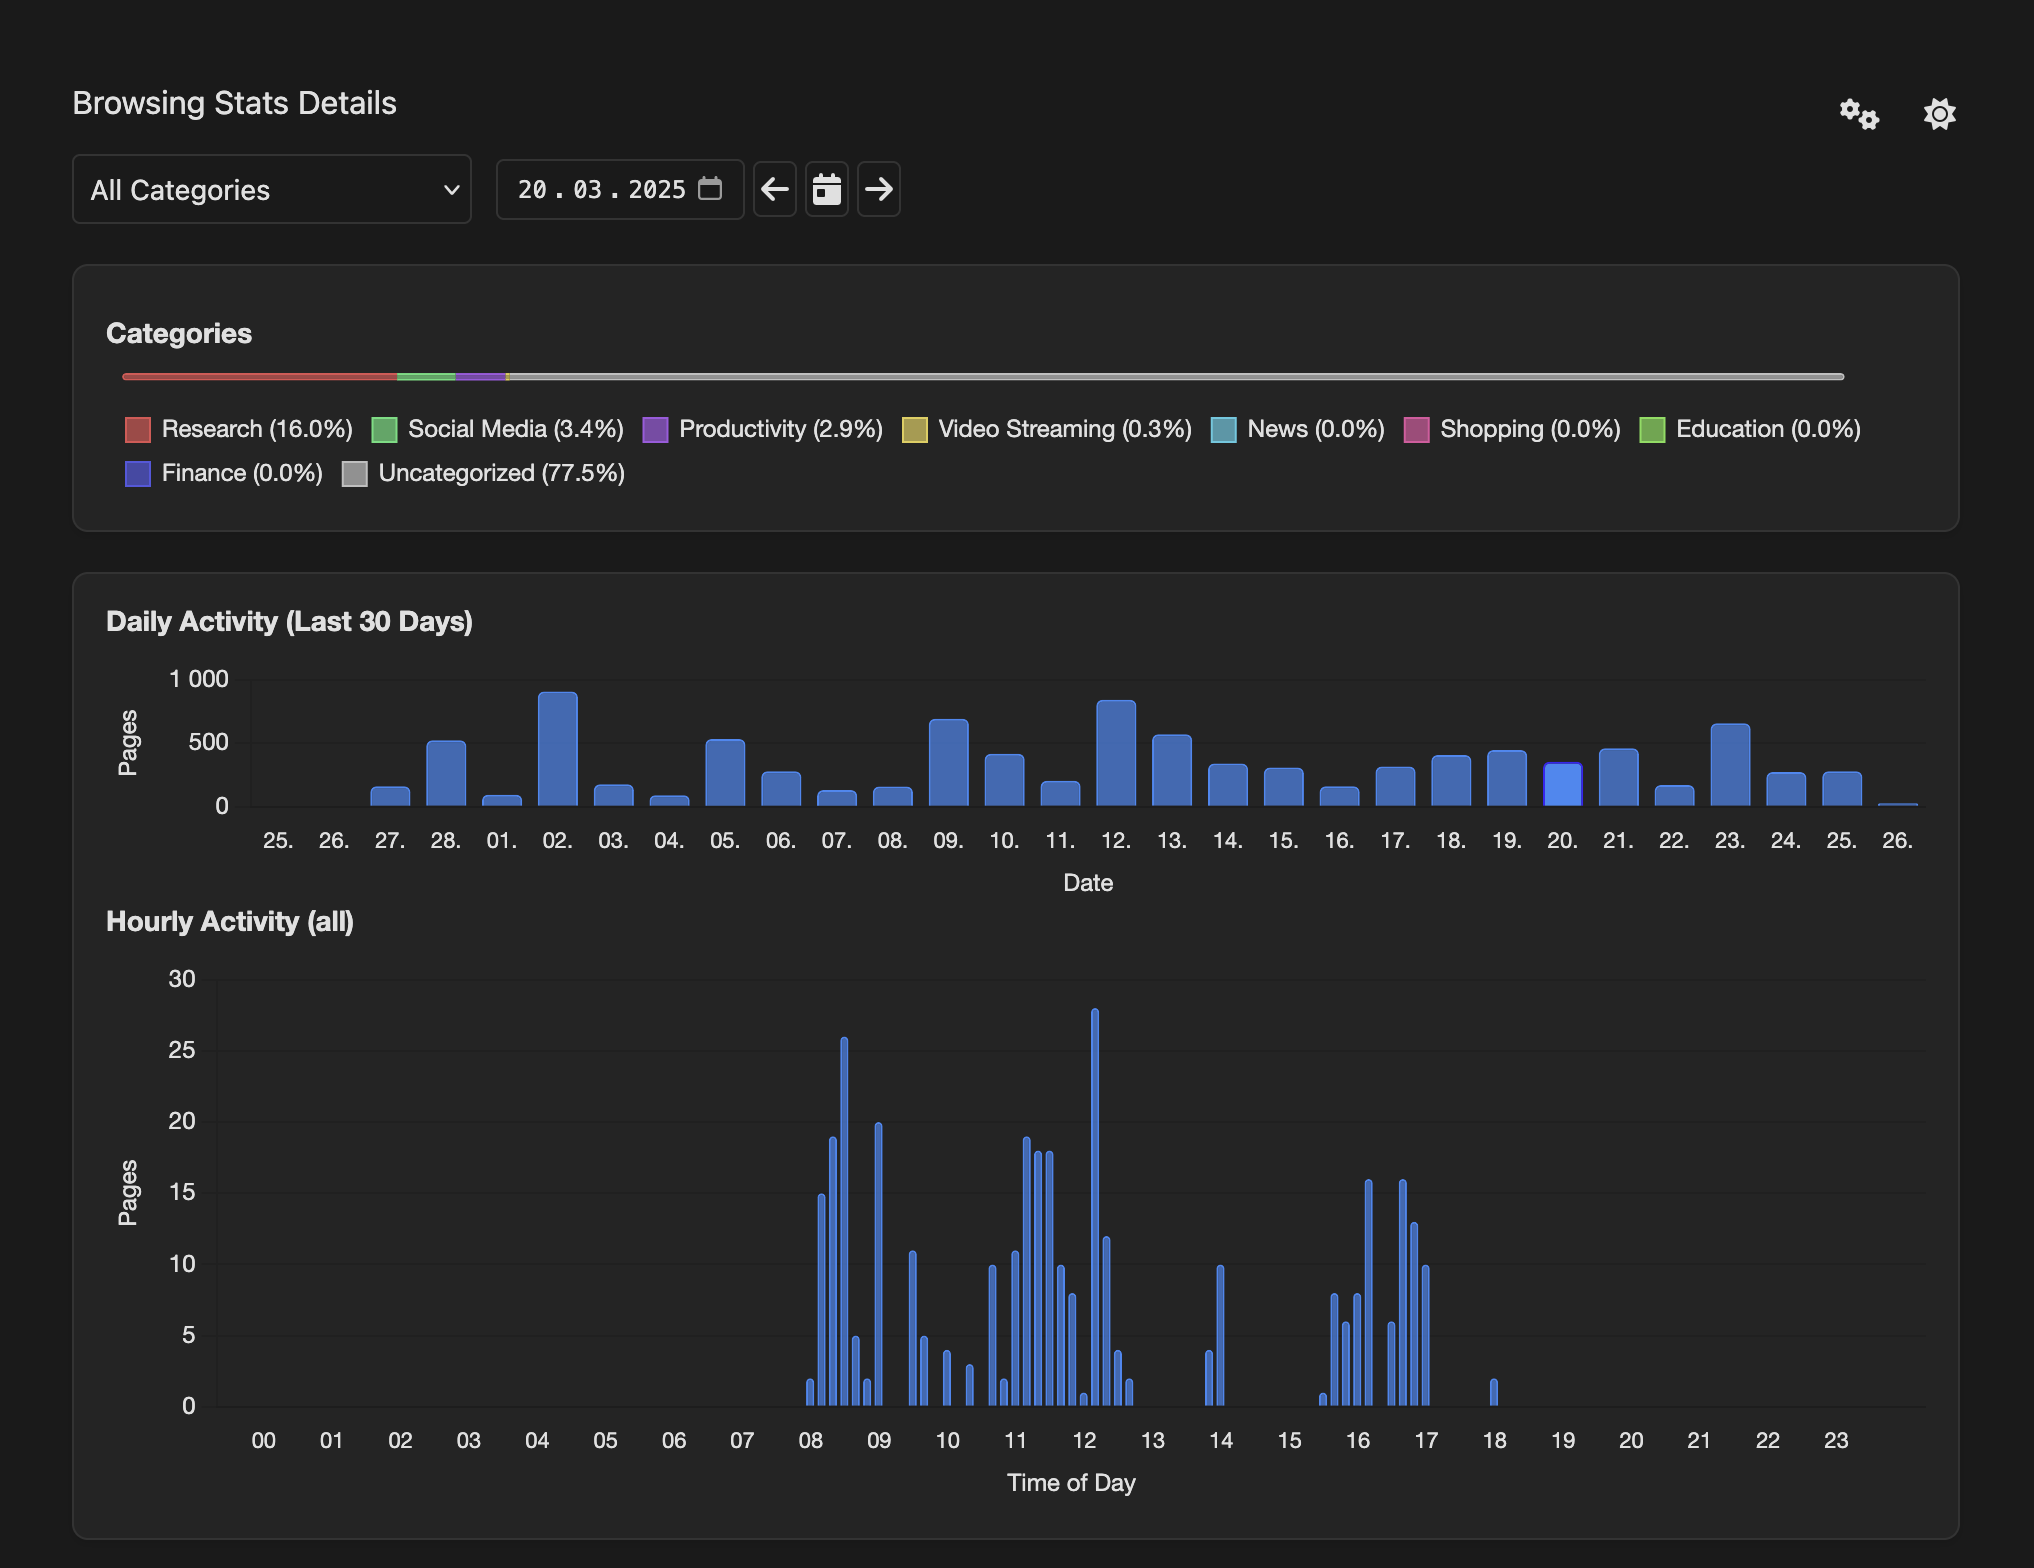 Browsing Stats Details
All Categories
20.03.2025
Categories
Research (16.0%) Social Media (3.4%) Productivity (2.9%) Video Streaming (0.3%) News (0.0%) Shopping (0.0%) Education (0.0%)
Finance (0.0%) Uncategorized (77.5%)
Daily Activity (Last 30 Days)
1 000
500
0
Pages
25. 26. 27. 28. 01. 02. 03. 04. 05. 06. 07. 08. 09. 10. 11. 12. 13. 14. 15. 16. 17. 18. 19. 20. 21. 22. 23. 24. 25. 26.
Date
Hourly Activity (all)
30
25
20
15
10
5
0
Pages
00 01 02 03 04 05 06 07 08 09 10 11 12 13 14 15 16 17 18 19 20 21 22 23
Time of Day